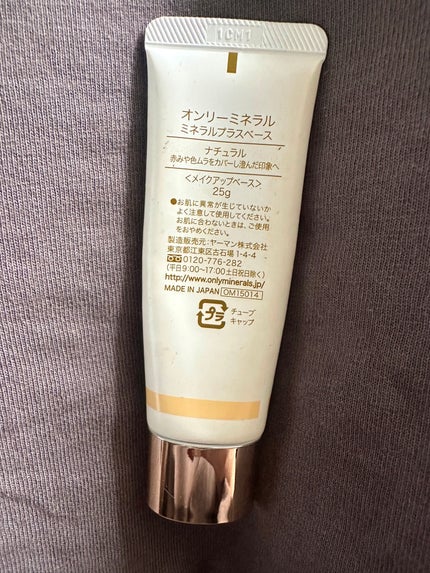 1CM1
オンリーミネラル
ミネラルプラスベース
ナチュラル
赤みや色ムラをカバーし澄んだ印象へ
<メイクアップベース>
25g
●お肌に異常が生じていないか
よく注意して使用してください。
お肌に合わないときは、ご使用
をおやめください。
製造販売元:ヤーマン株式会社
東京都江東区古石場1-4-4
0120-776-282
(平日9:00~17:00土日祝日除く)
http://www.onlyminerals.jp/
MADE IN JAPAN OM15014
プラ
チューブ
キャップ